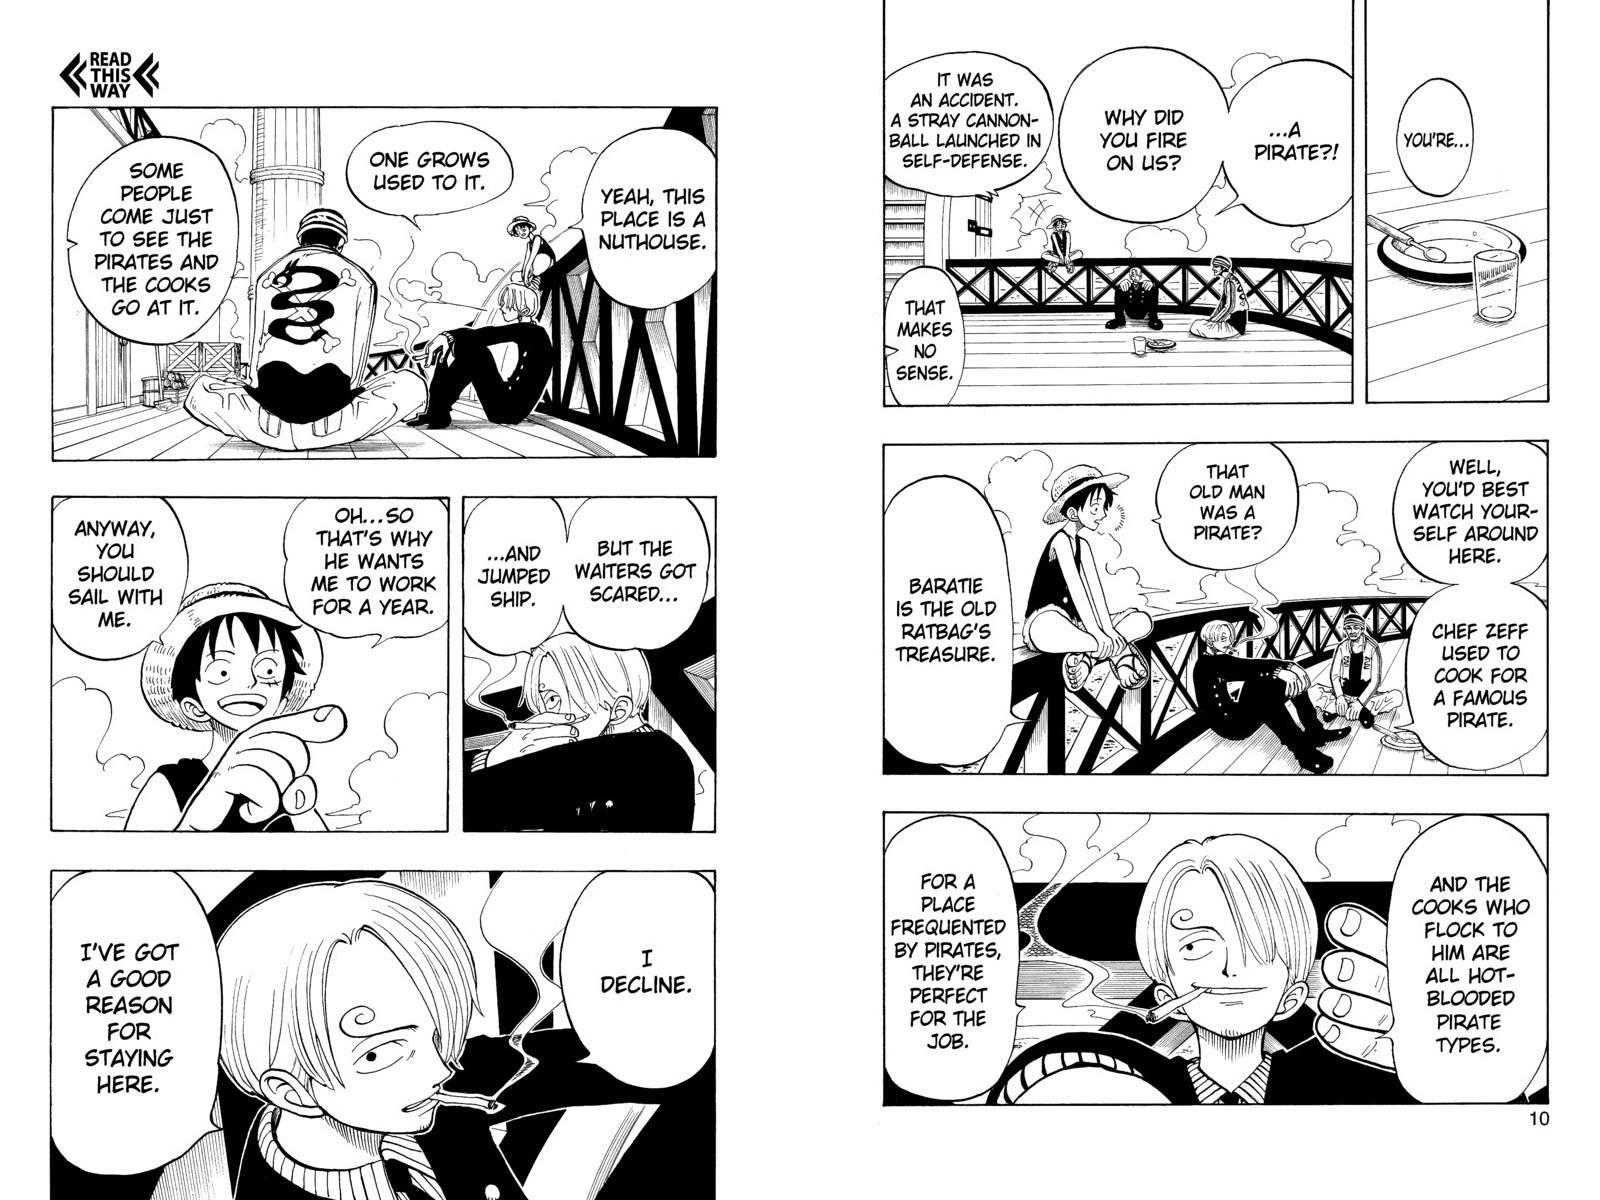 YOU'RE...
...A
PIRATE?!
WHY DID
YOU FIRE
ON US?
IT WAS
AN ACCIDENT.
A STRAY CANNON-
BALL LAUNCHED IN
SELF-DEFENSE.
THAT
MAKES
NO
SENSE.
WELL,
YOU'D BEST
WATCH YOUR-
SELF AROUND
HERE.
CHEF ZEFF
USED TO
COOK FOR
A FAMOUS
PIRATE.
THAT
OLD MAN
WAS A
PIRATE?
BARATIE
IS THE OLD
RATBAG'S
TREASURE.
AND THE
COOKS WHO
FLOCK TO
HIM ARE
ALL HOT-
BLOODED
PIRATE
TYPES.
FOR A
PLACE
FREQUENTED
BY PIRATES,
THEY'RE
PERFECT
FOR THE
JOB.
10
READ
THIS
WAY
YEAH, THIS
PLACE IS A
NUTHOUSE.
ONE GROWS
USED TO IT.
SOME
PEOPLE
COME JUST
TO SEE THE
PIRATES AND
THE COOKS
GO AT IT.
BUT THE
WAITERS GOT
SCARED...
...AND
JUMPED
SHIP.
OH...SO
THAT'S WHY
HE WANTS
ME TO WORK
FOR A YEAR.
ANYWAY,
YOU
SHOULD
SAIL WITH
ME.
I
DECLINE.
I'VE GOT
A GOOD
REASON
FOR
STAYING
HERE.